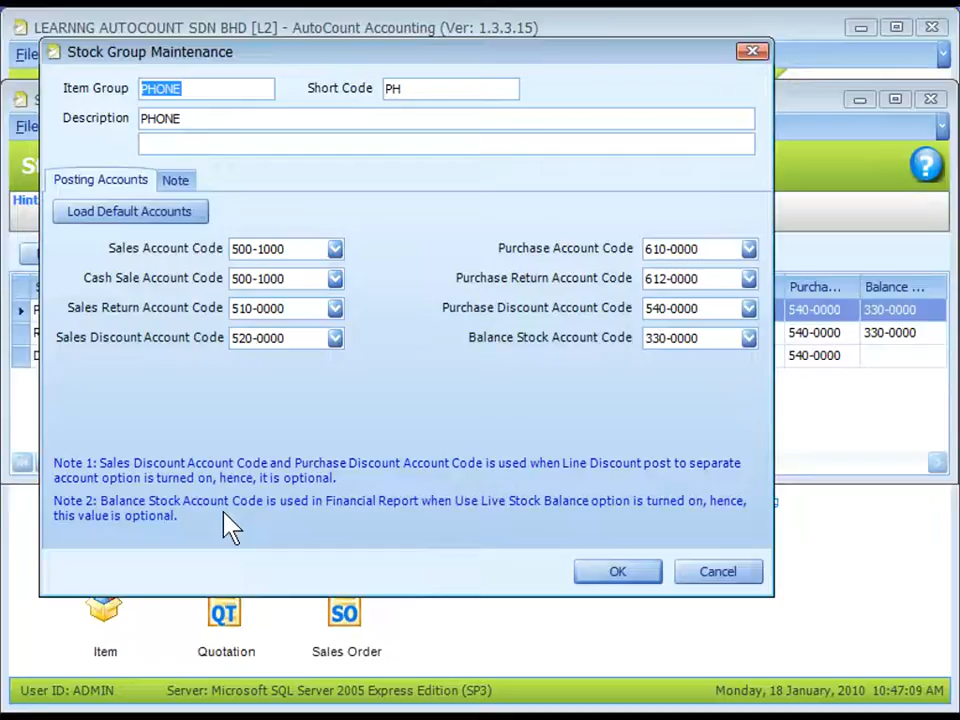 LEARNNG AUTOCOUNT SDN BHD [L2] - AutoCount Accounting (Ver: 1.3.3.15)
File
Stock Group Maintenance
Item Group PHONE Short Code PH
Description PHONE
File
Posting Accounts Note
Hint
Load Default Accounts
Sales Account Code 500-1000 Purchase Account Code 610-0000
Cash Sale Account Code 500-1000 Purchase Return Account Code 612-0000
Purcha... Balance ...
Sales Return Account Code 510-0000 Purchase Discount Account Code 540-0000
540-0000 330-0000
Sales Discount Account Code 520-0000 Balance Stock Account Code 330-0000
540-0000 330-0000
540-0000
Note 1: Sales Discount Account Code and Purchase Discount Account Code is used when Line Discount post to separate
account option is turned on, hence, it is optional.
Note 2: Balance Stock Account Code is used in Financial Report when Use Live Stock Balance option is turned on, hence,
this value is optional.
OK Cancel
QT SO
Item Quotation Sales Order
User ID: ADMIN Server: Microsoft SQL Server 2005 Express Edition (SP3) Monday, 18 January, 2010 10:47:09 AM